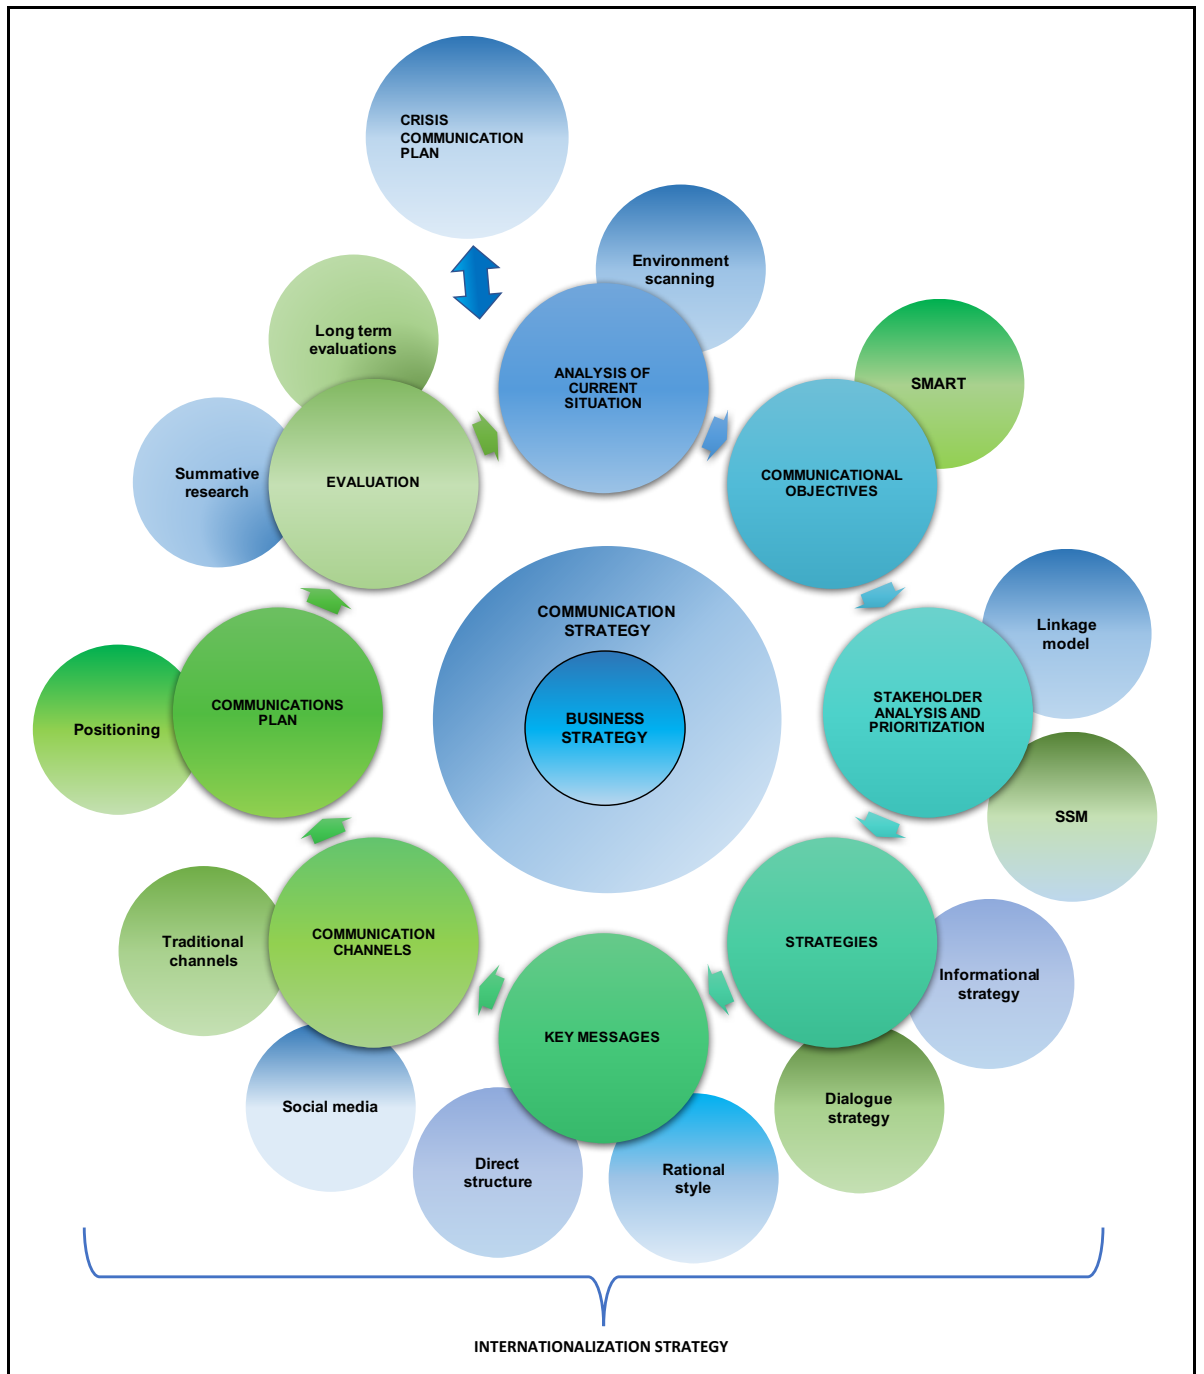 CRISIS
COMMUNICATION
PLAN
Environment
scanning
Long term
evaluations
ANALYSIS OF
CURRENT
SITUATION
SMART
Summative
research
EVALUATION
COMMUNICATIONAL
OBJECTIVES
COMMUNICATION
STRATEGY
BUSINESS
STRATEGY
Linkage
model
STAKEHOLDER
ANALYSIS AND
PRIORITIZATION
SSM
Positioning
COMMUNICATIONS
PLAN
Traditional
channels
COMMUNICATION
CHANNELS
STRATEGIES
Informational
strategy
KEY MESSAGES
Social media
Dialogue
strategy
Direct
structure
Rational
style
INTERNATIONALIZATION STRATEGY